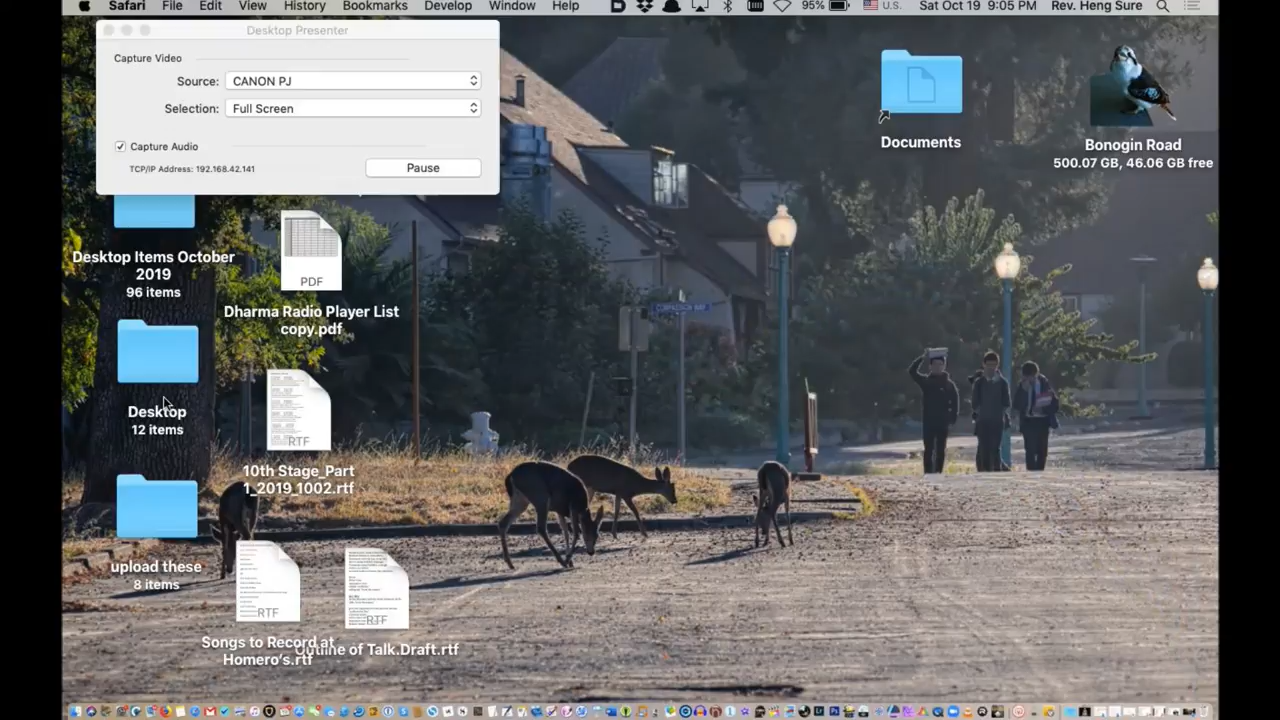 Safari File Edit View History Bookmarks Develop Window Help 95% U.S. Sat Oct 19 9:05 PM Rev. Heng Sure
Desktop Presenter
Capture Video
Source: CANON PJ
Selection: Full Screen
Capture Audio
TCP/IP Address: 192.168.42.141
Pause
Documents
Bonogin Road
500.07 GB, 46.06 GB free
Desktop Items October
2019
96 items
PDF
Dharma Radio Player List
copy.pdf
Desktop
12 items
RTF
10th Stage_Part
1_2019_1002.rtf
upload these
8 items
RTF
Songs to Record at
Homero's.rtf
RTF
Outline of Talk.Draft.rtf